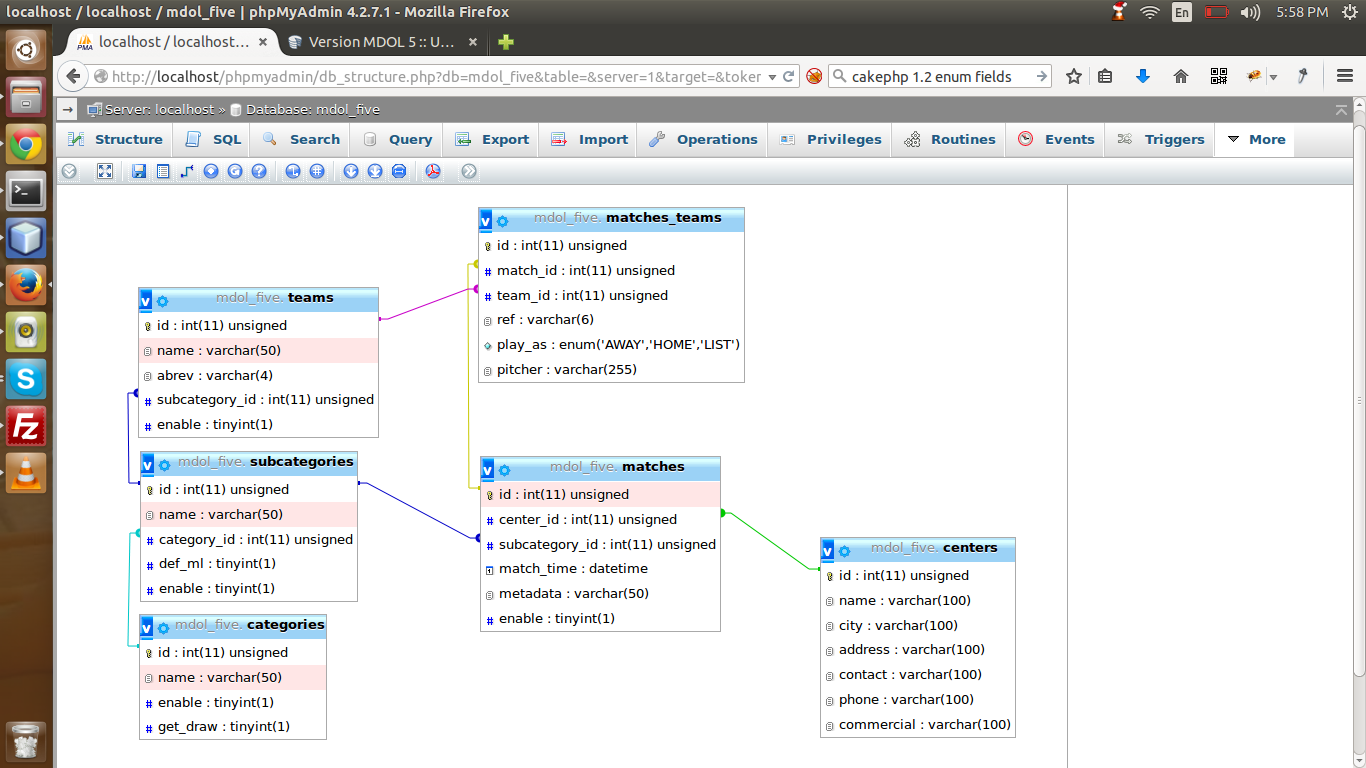 localhost / localhost / mdol_five | phpMyAdmin 4.2.7.1 - Mozilla Firefox
En
5:58 PM
localhost / localhost...
Version MDOL 5 :: U...
http://localhost/phpmyadmin/db_structure.php?db=mdol_five&table=&server=1&target=&toker
cakephp 1.2 enum fields
Server: localhost » Database: mdol_five
Structure SQL Search Query Export Import Operations Privileges Routines Events Triggers More
mdol_five. matches_teams
id : int(11) unsigned
match_id : int(11) unsigned
team_id : int(11) unsigned
ref : varchar(6)
play_as : enum('AWAY','HOME','LIST')
pitcher : varchar(255)
mdol_five. teams
id : int(11) unsigned
name : varchar(50)
abrev : varchar(4)
subcategory_id : int(11) unsigned
enable : tinyint(1)
mdol_five. subcategories
id : int(11) unsigned
name : varchar(50)
category_id : int(11) unsigned
def_ml : tinyint(1)
enable : tinyint(1)
mdol_five. matches
id : int(11) unsigned
center_id : int(11) unsigned
subcategory_id : int(11) unsigned
match_time : datetime
metadata : varchar(50)
enable : tinyint(1)
mdol_five. centers
id : int(11) unsigned
name : varchar(100)
city : varchar(100)
address : varchar(100)
contact : varchar(100)
phone : varchar(100)
commercial : varchar(100)
mdol_five. categories
id : int(11) unsigned
name : varchar(50)
enable : tinyint(1)
get_draw : tinyint(1)